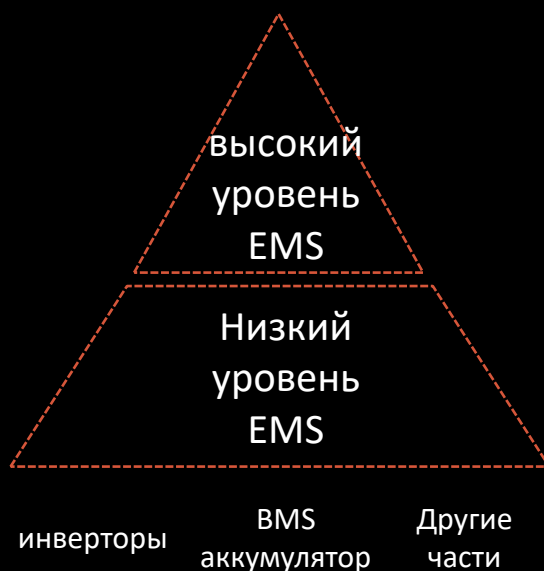 высокий
уровень
EMS
Низкий
уровень
EMS
инверторы
BMS
аккумулятор
Другие
части